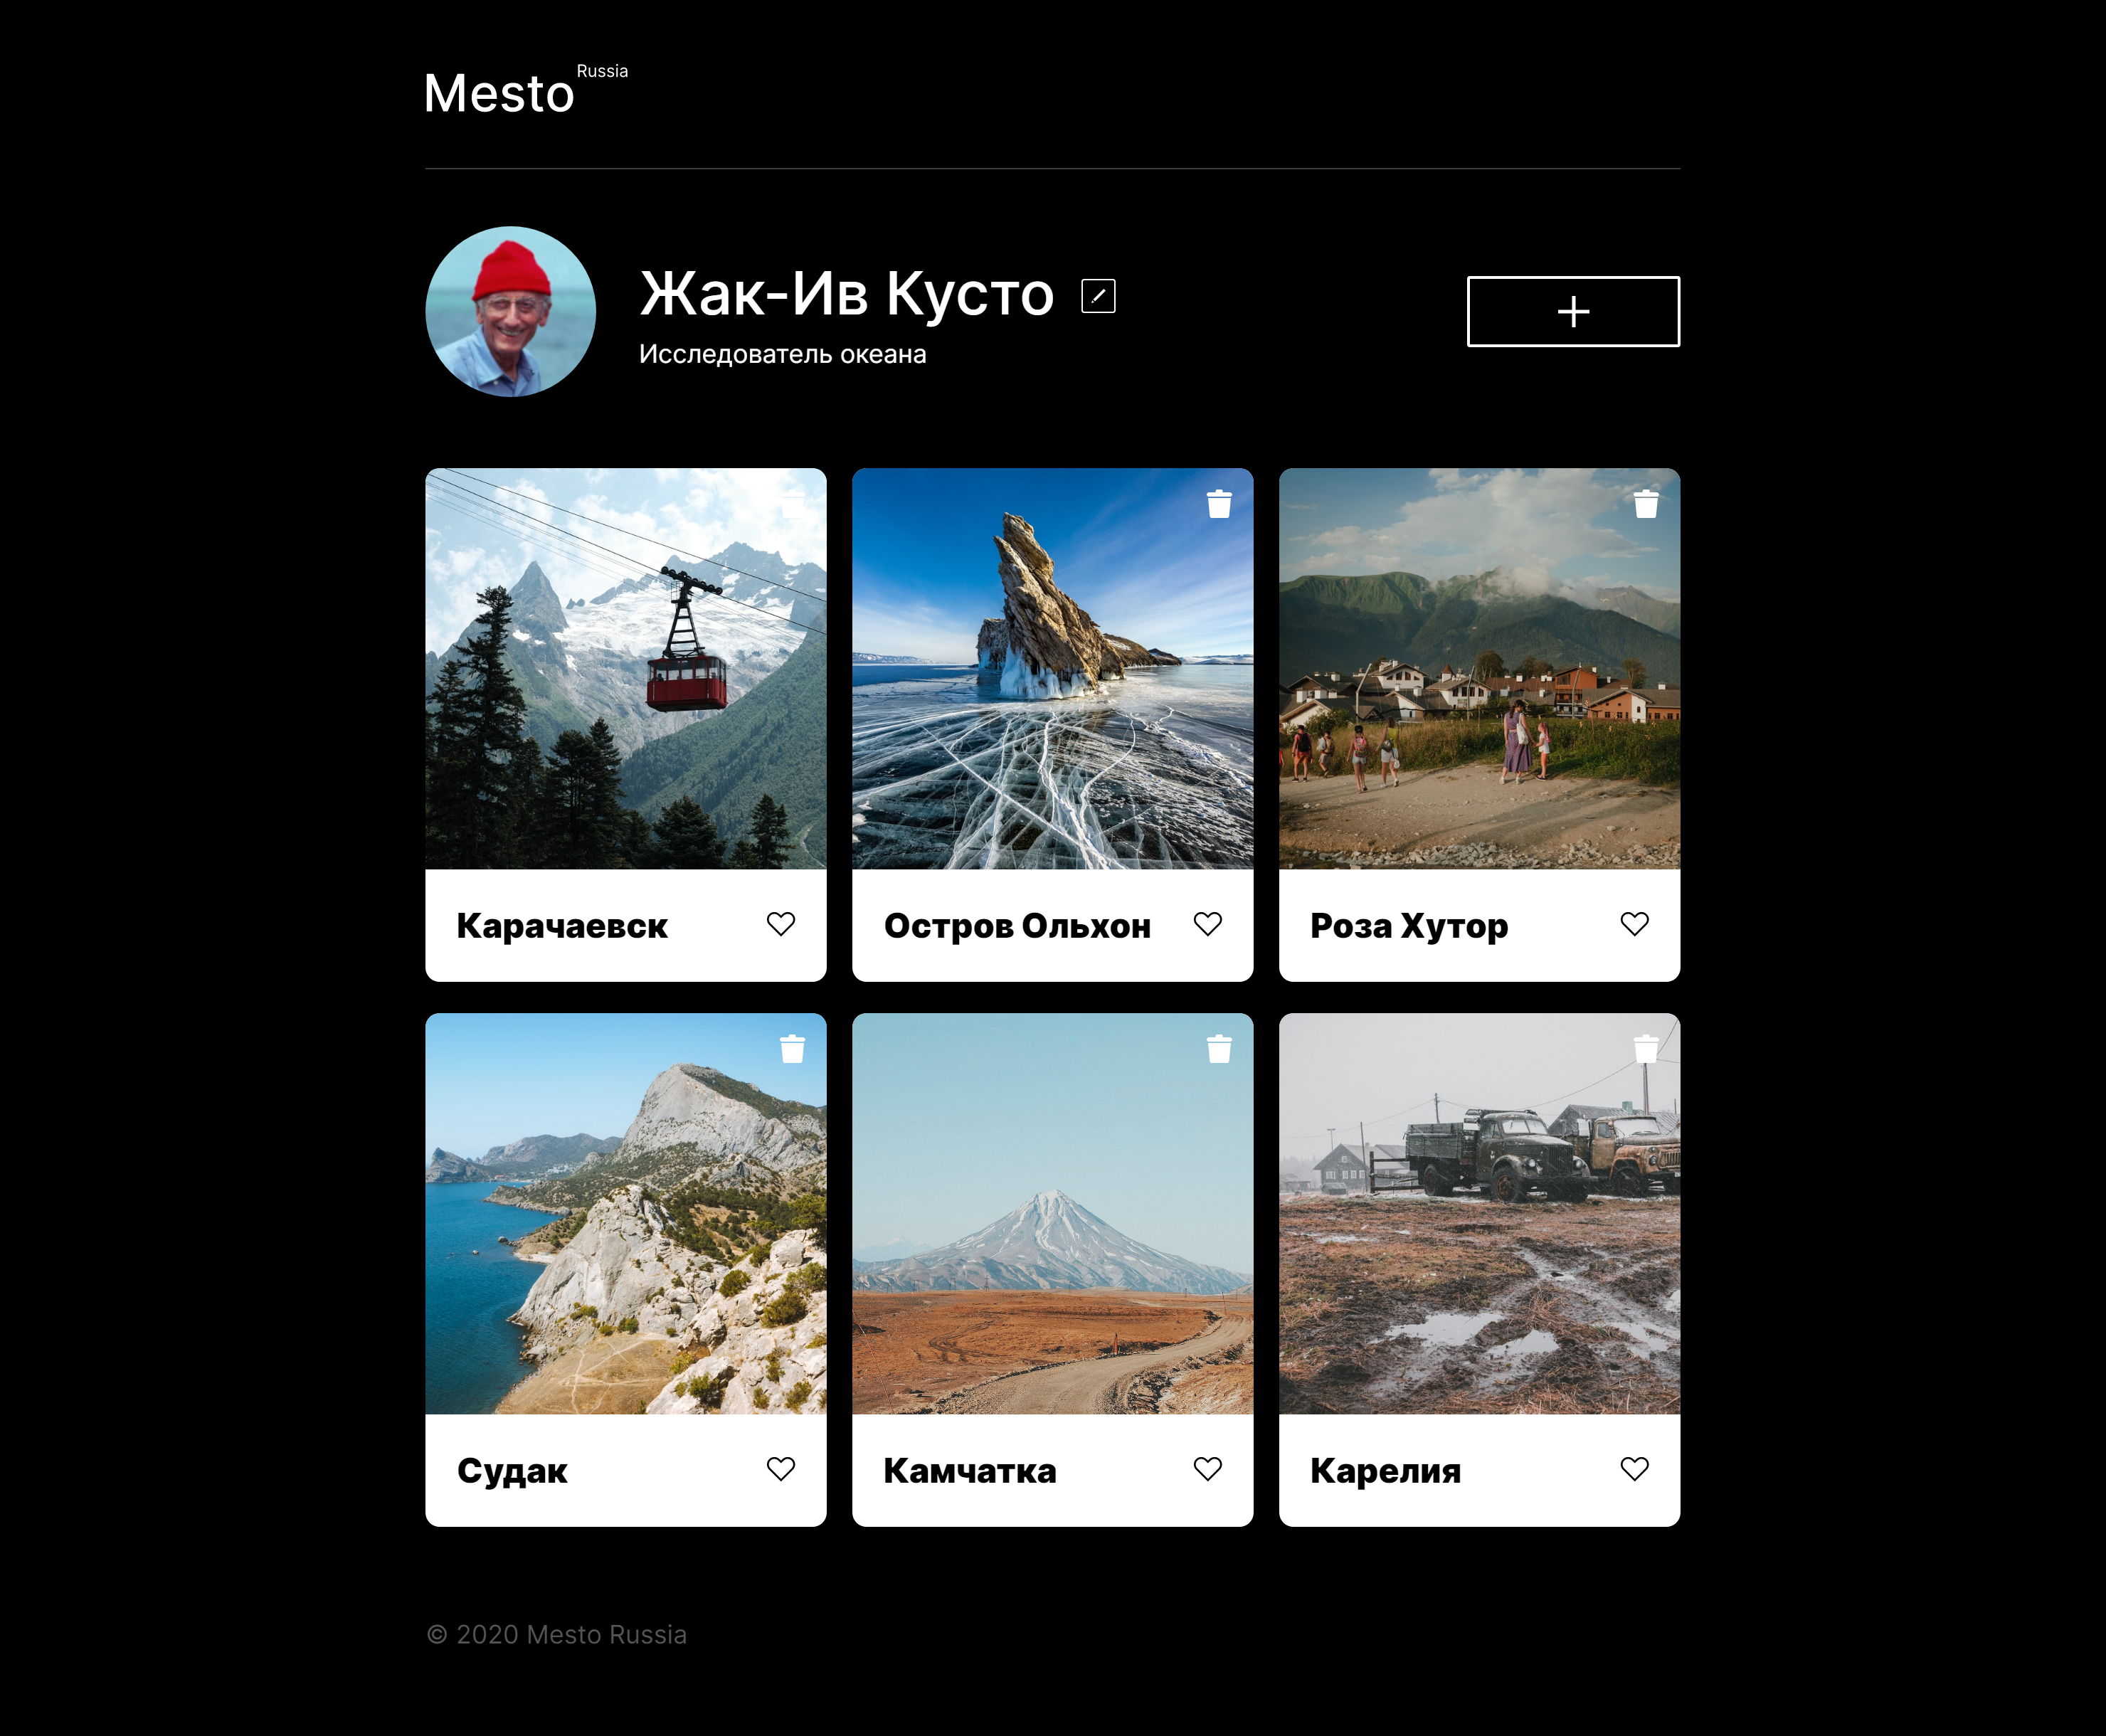 Mesto Russia
Жак-Ив Кусто
Исследователь океана
Карачаевск
Остров Ольхон
Роза Хутор
Судак
Камчатка
Карелия
© 2020 Mesto Russia